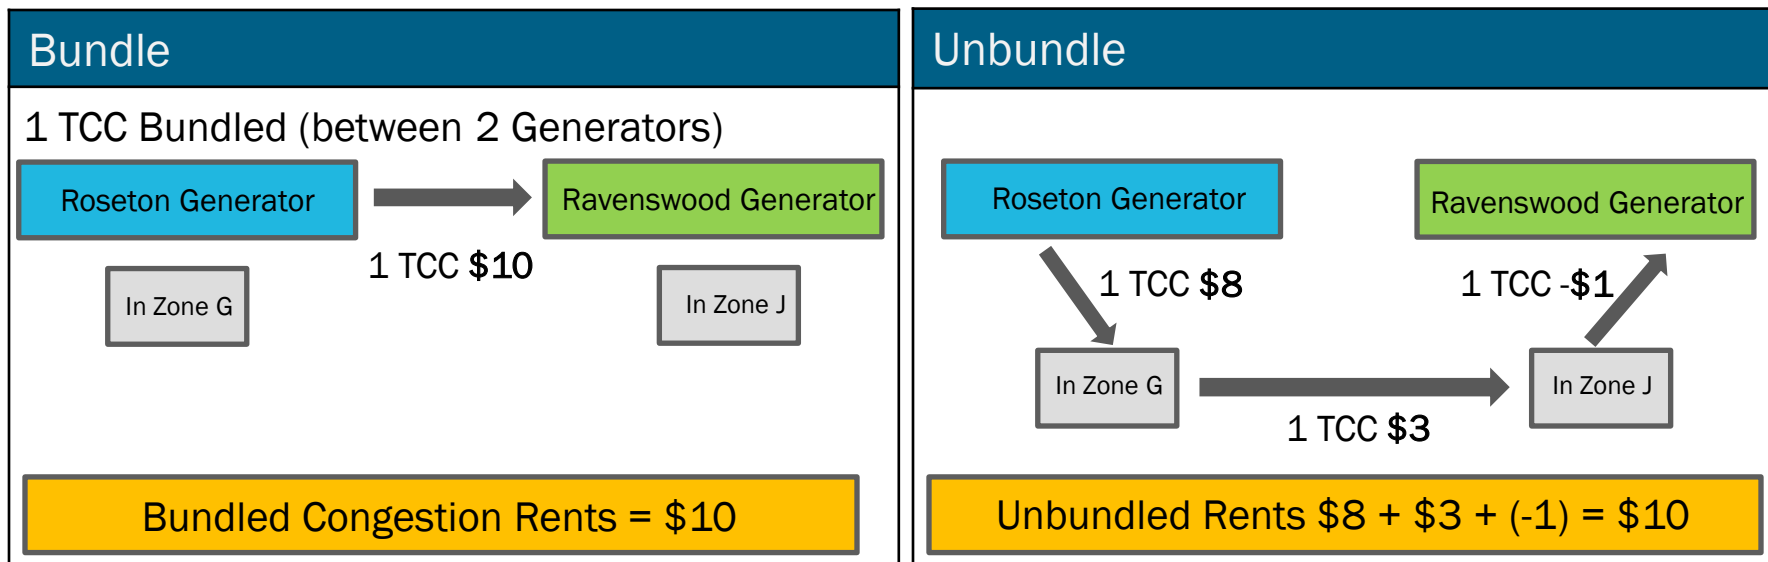 Bundle
1 TCC Bundled (between 2 Generators)
Roseton Generator
Ravenswood Generator
1 TCC $10
In Zone G
In Zone J
Bundled Congestion Rents = $10
Unbundle
Roseton Generator
Ravenswood Generator
1 TCC $8
1 TCC -$1
In Zone G
In Zone J
1 TCC $3
Unbundled Rents $8 + $3 + (-1) = $10